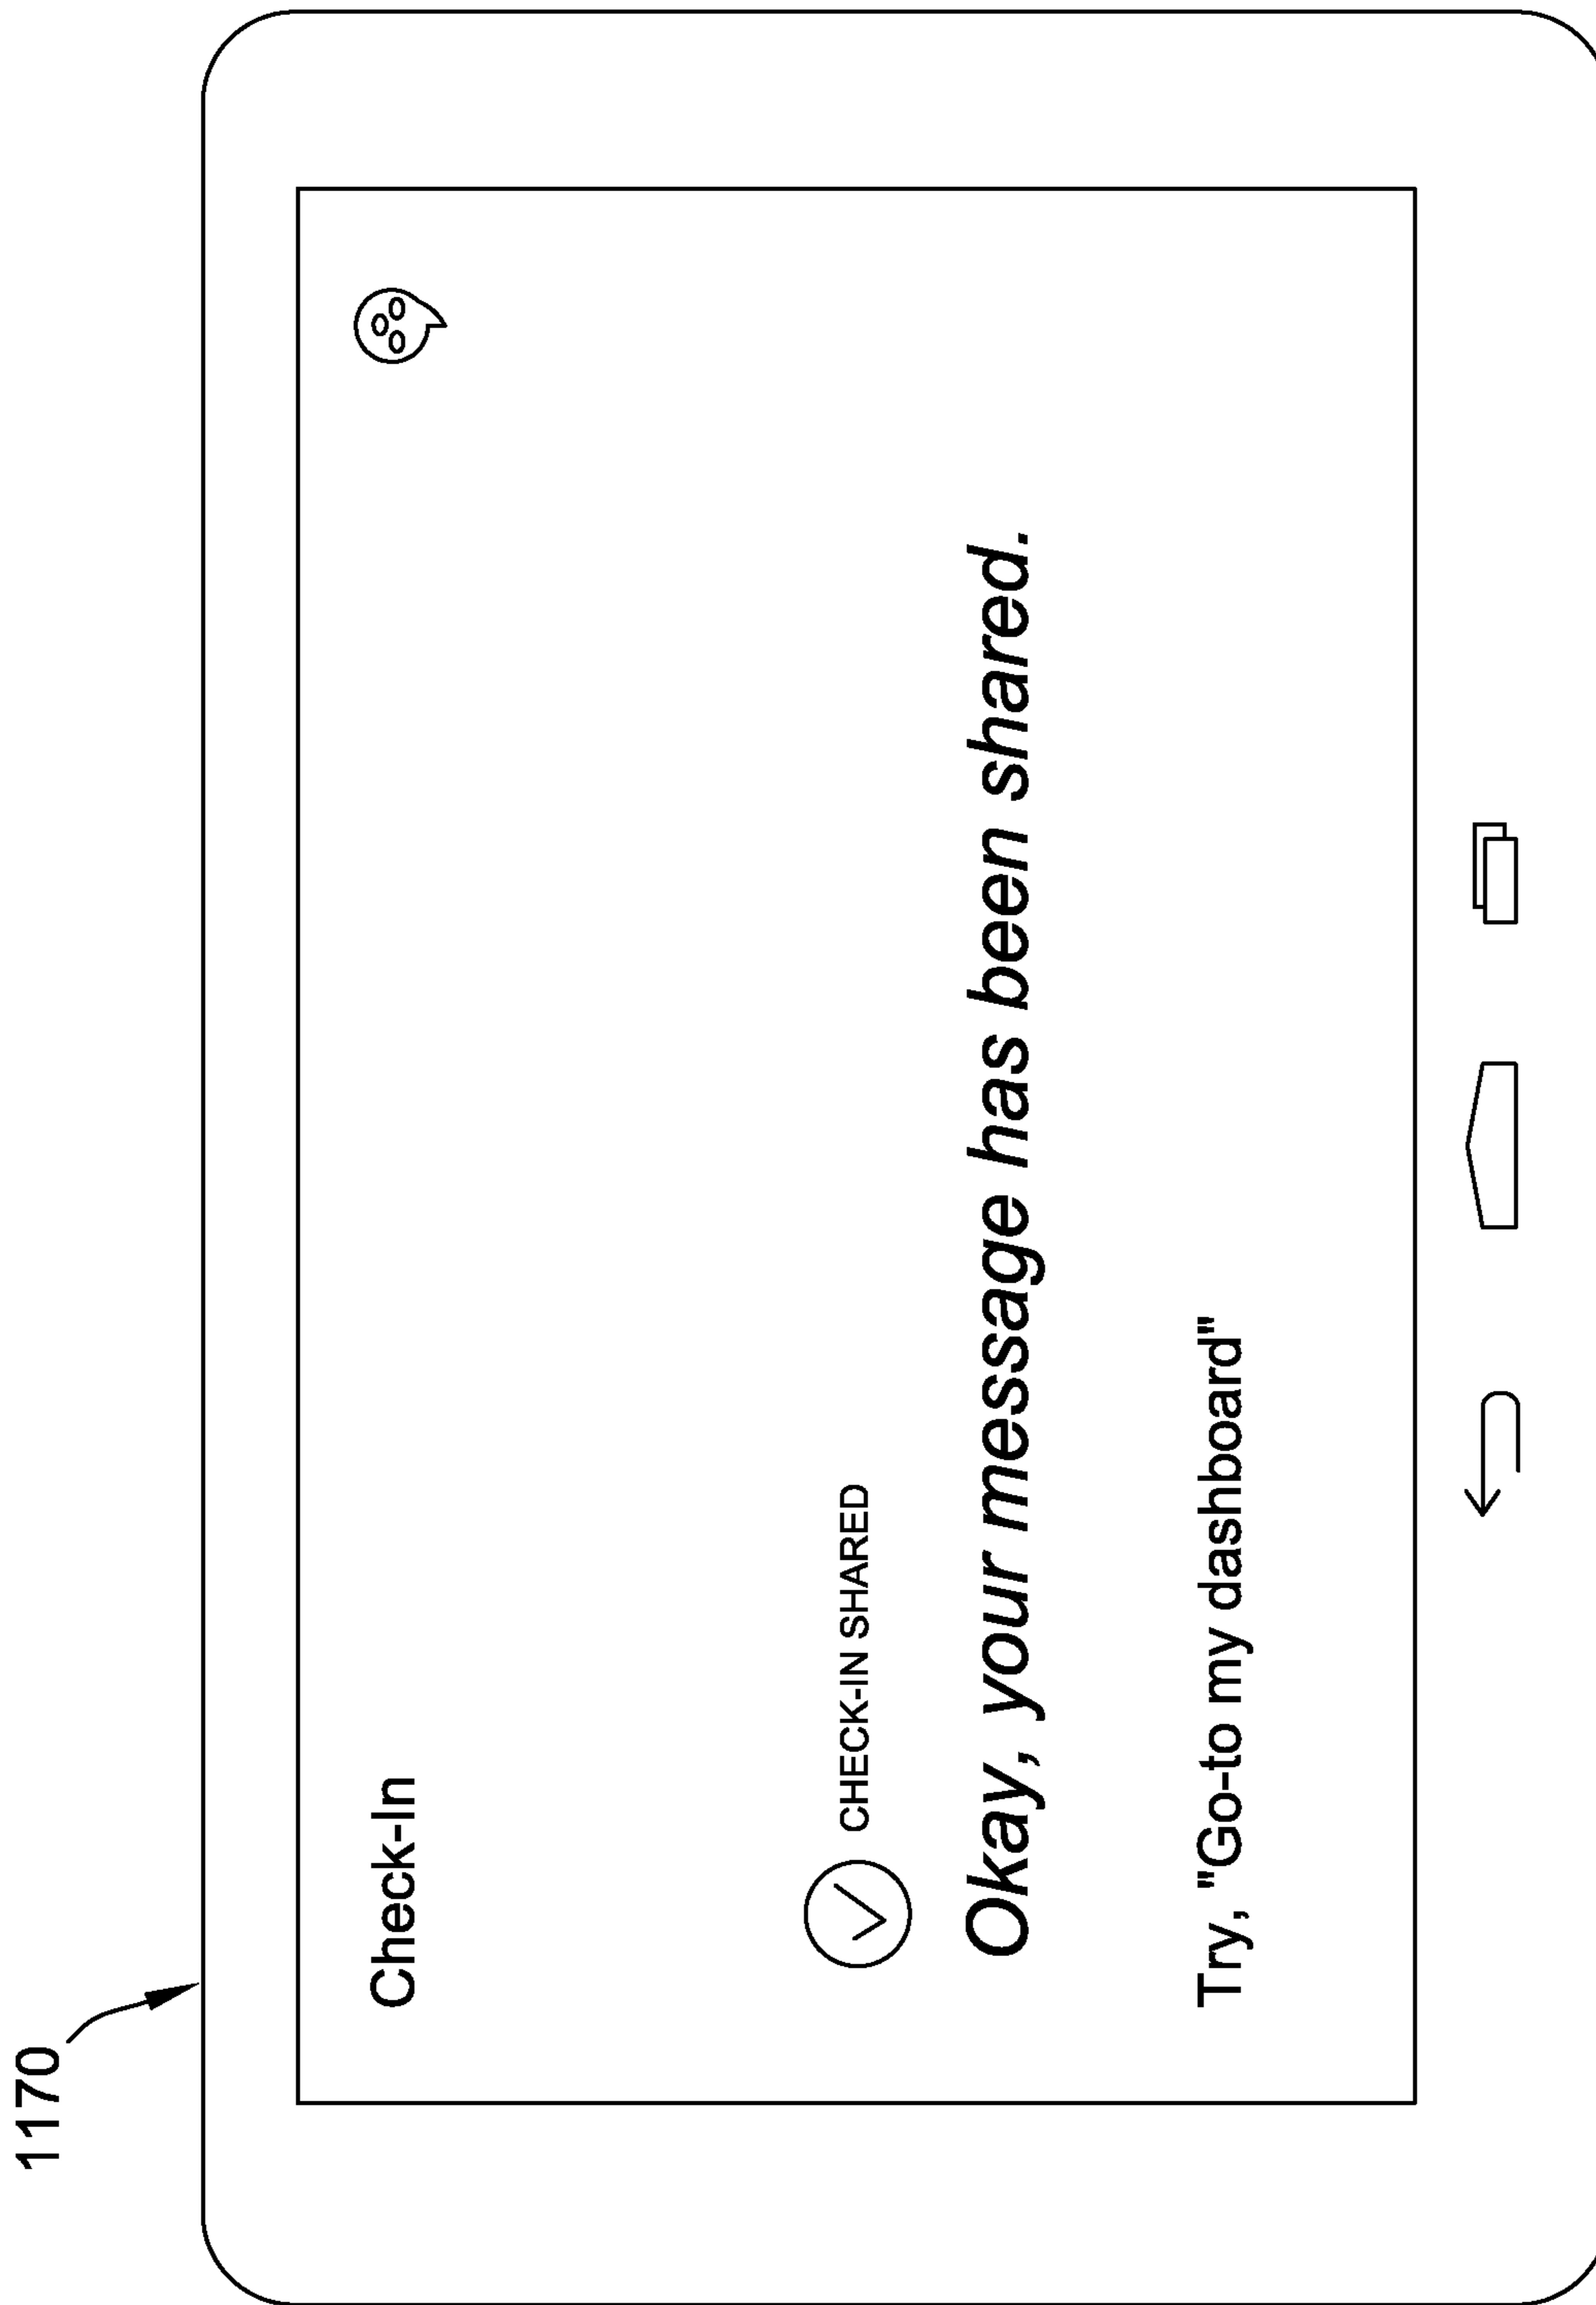 1170
Check-In
CHECK-IN SHARED
Okay, your message has been shared.
Try, "Go-to my dashboard"